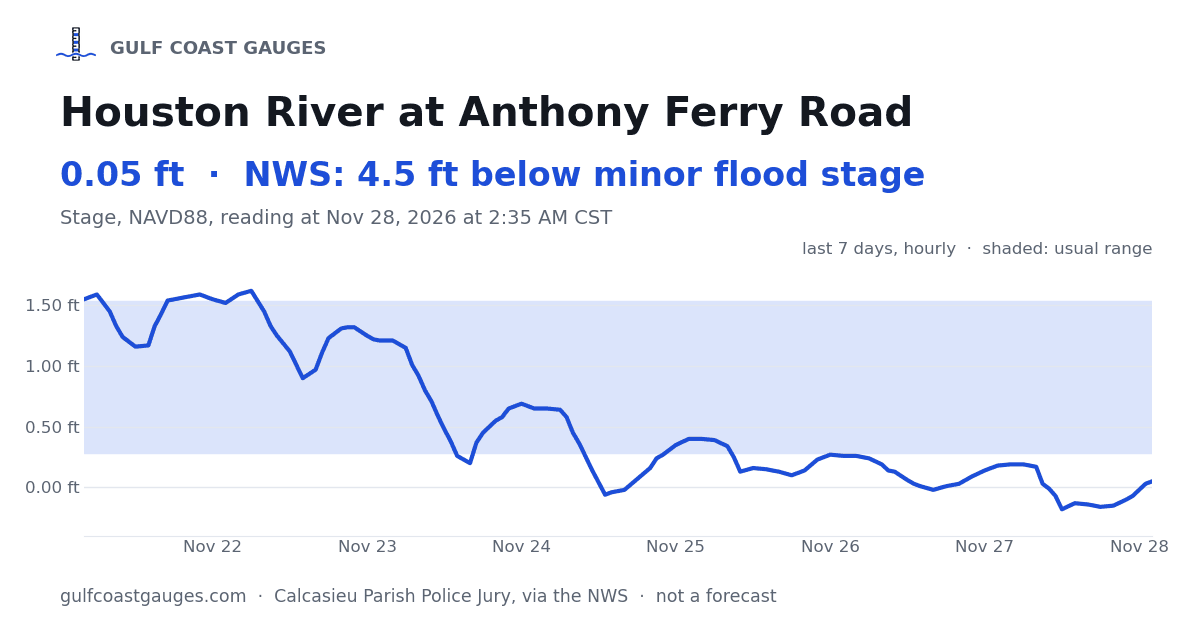 GULF COAST GAUGES
Houston River at Anthony Ferry Road
0.05 ft · NWS: 4.5 ft below minor flood stage
Stage, NAVD88, reading at Nov 28, 2026 at 2:35 AM CST
last 7 days, hourly · shaded: usual range
1.50 ft
1.00 ft
0.50 ft
0.00 ft
Nov 22 Nov 23 Nov 24 Nov 25 Nov 26 Nov 27 Nov 28
gulfcoastgauges.com · Calcasieu Parish Police Jury, via the NWS · not a forecast